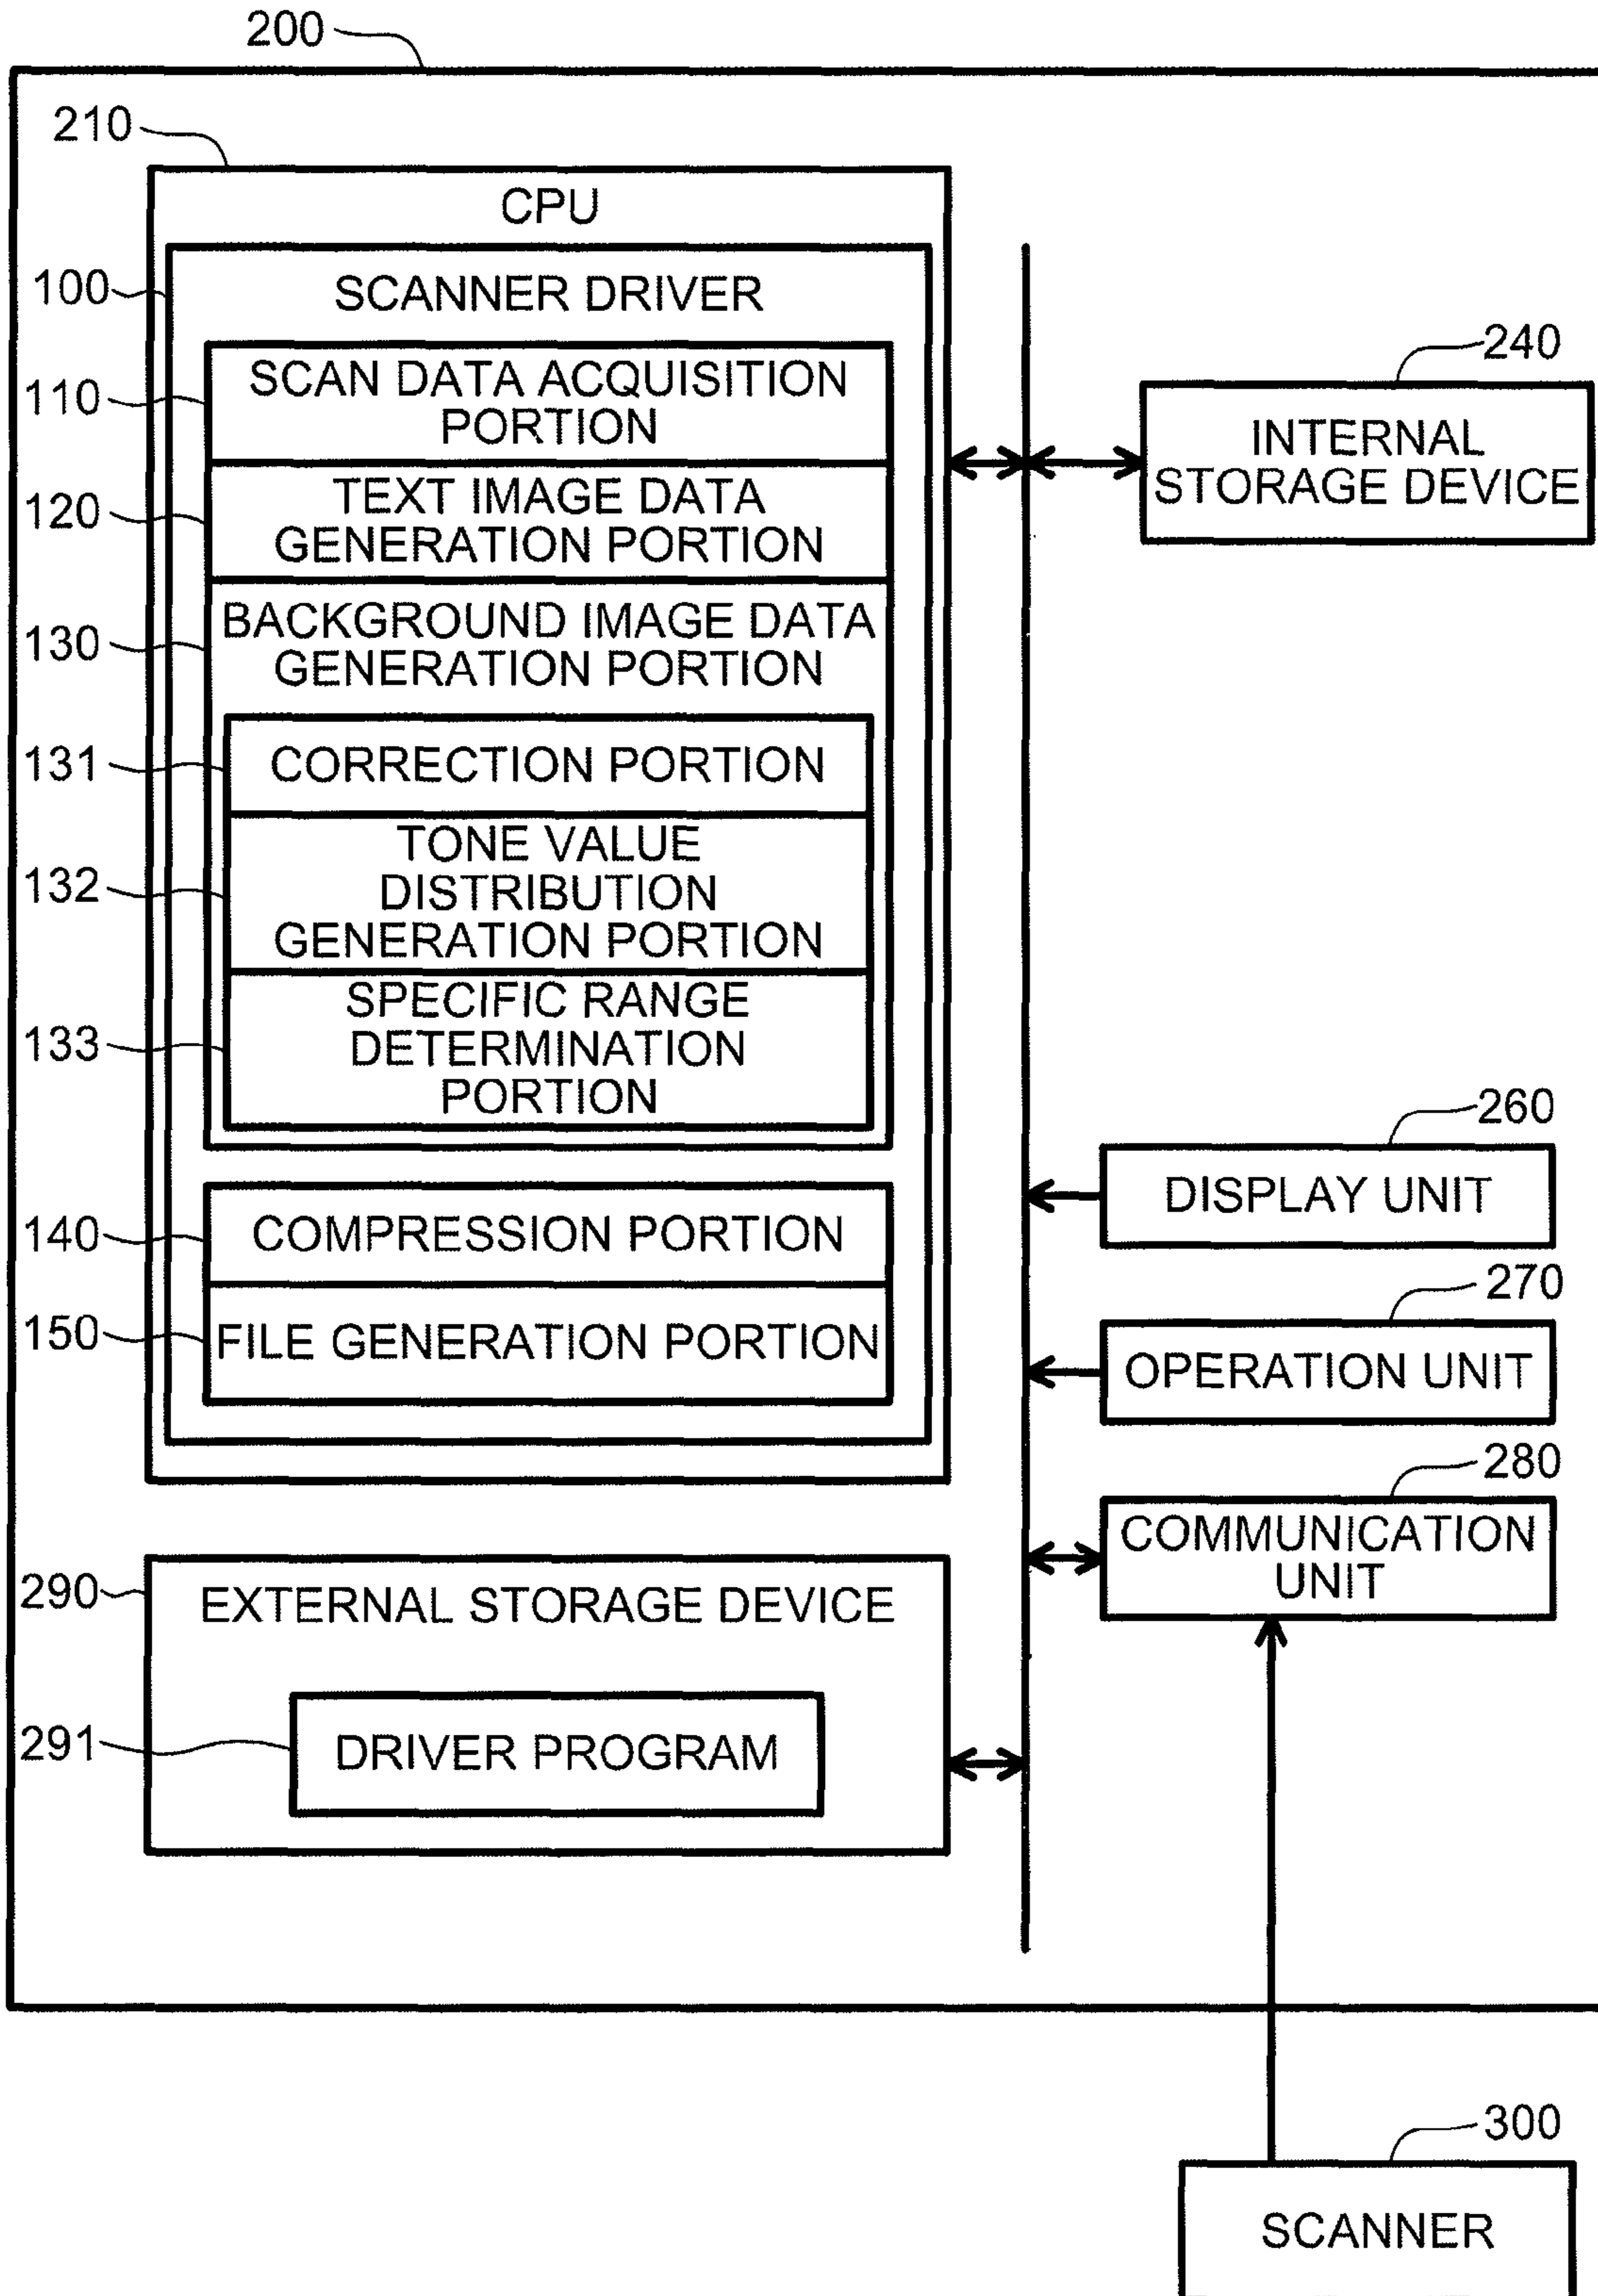 200
210
CPU
100
SCANNER DRIVER
110
SCAN DATA ACQUISITION
PORTION
120
TEXT IMAGE DATA
GENERATION PORTION
130
BACKGROUND IMAGE DATA
GENERATION PORTION
131
CORRECTION PORTION
132
TONE VALUE
DISTRIBUTION
GENERATION PORTION
133
SPECIFIC RANGE
DETERMINATION
PORTION
140
COMPRESSION PORTION
150
FILE GENERATION PORTION
290
EXTERNAL STORAGE DEVICE
291
DRIVER PROGRAM
240
INTERNAL
STORAGE DEVICE
260
DISPLAY UNIT
270
OPERATION UNIT
280
COMMUNICATION
UNIT
300
SCANNER